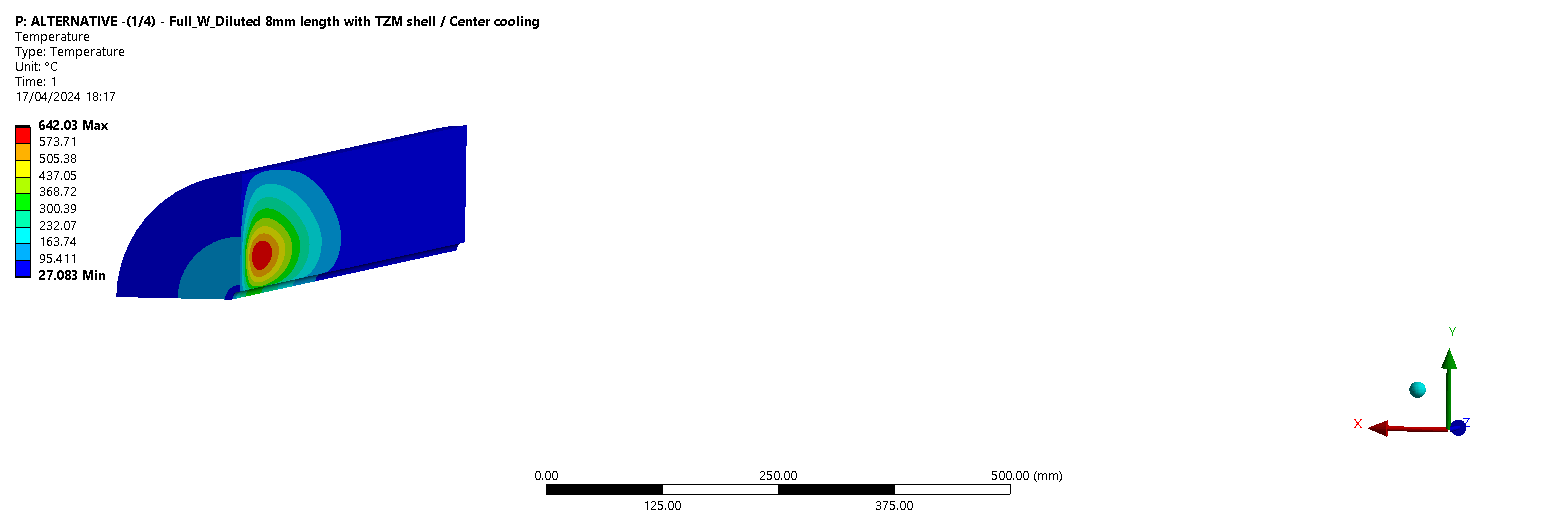 P: ALTERNATIVE -(1/4) - Full_W_Diluted 8mm length with TZM shell / Center cooling
Temperature
Type: Temperature
Unit: °C
Time: 1
17/04/2024 18:17
642.03 Max
573.71
505.38
437.05
368.72
300.39
232.07
163.74
95.411
27.083 Min
Y
X
Z
0.00 250.00 500.00 (mm)
125.00 375.00